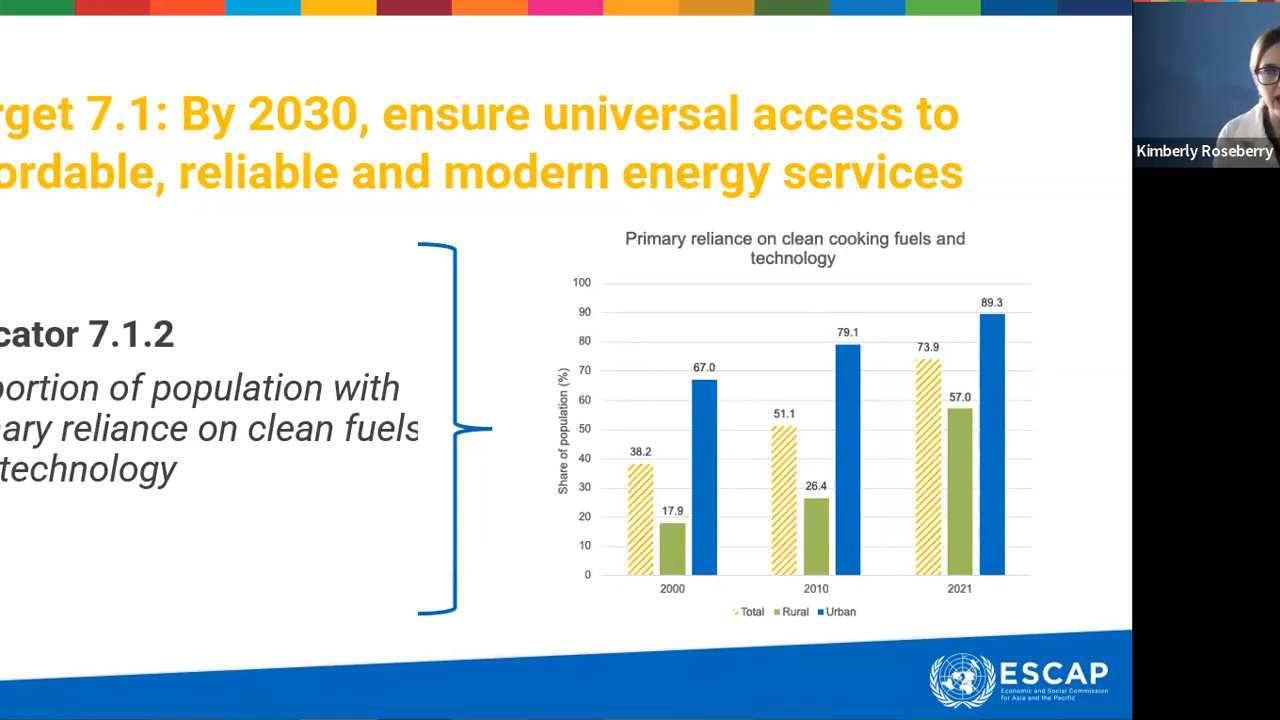 rget 7.1: By 2030, ensure universal access to
ordable, reliable and modern energy services
Kimberly Roseberry
cator 7.1.2
portion of population with
ary reliance on clean fuels
technology
Primary reliance on clean cooking fuels and
technology
Share of population (%)
100
90
80
70
60
50
40
30
20
10
0
38.2
17.9
67.0
51.1
26.4
79.1
73.9
57.0
89.3
2000
2010
2021
Total
Rural
Urban
ESCAP
Economic and Social Commission
for Asia and the Pacific